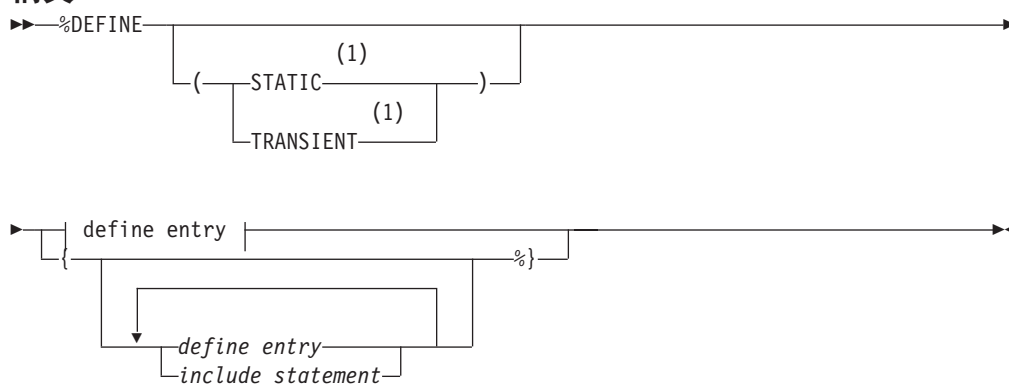 %DEFINE
(1)
( STATIC )
(1)
TRANSIENT
define entry
{ %}
define entry
include statement